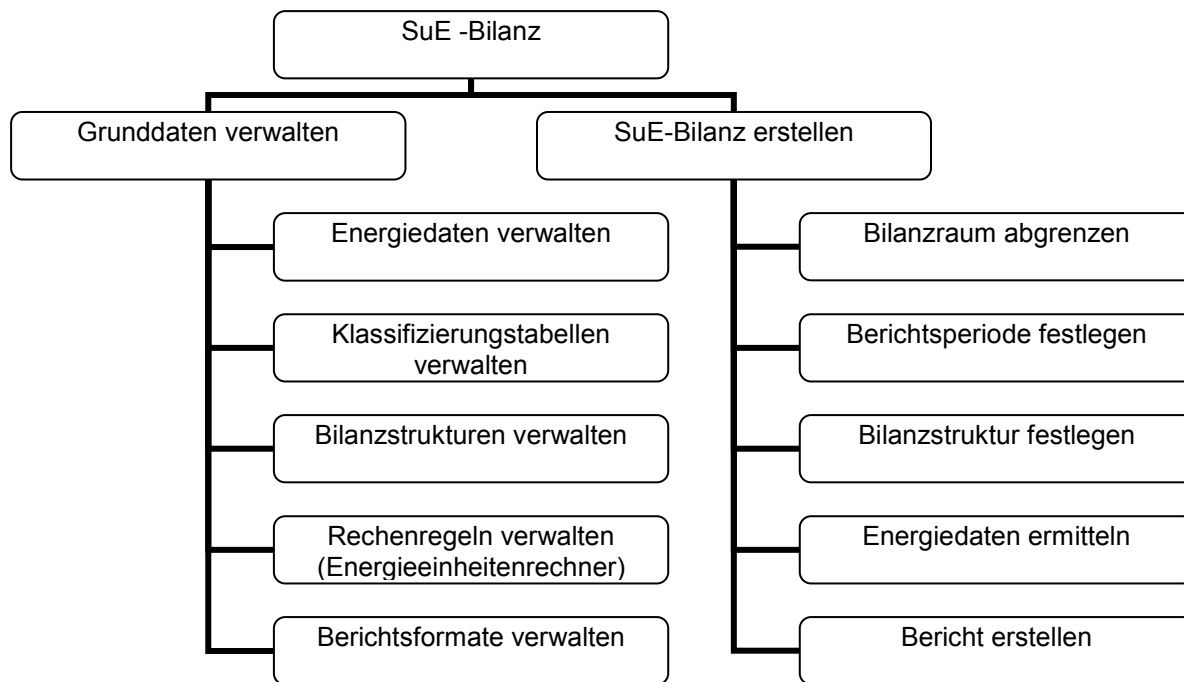 SuE -Bilanz
Grunddaten verwalten
SuE-Bilanz erstellen
Energiedaten verwalten
Klassifizierungstabellen
verwalten
Bilanzstrukturen verwalten
Rechenregeln verwalten
(Energieeinheitenrechner)
Berichtsformate verwalten
Bilanzraum abgrenzen
Berichtsperiode festlegen
Bilanzstruktur festlegen
Energiedaten ermitteln
Bericht erstellen